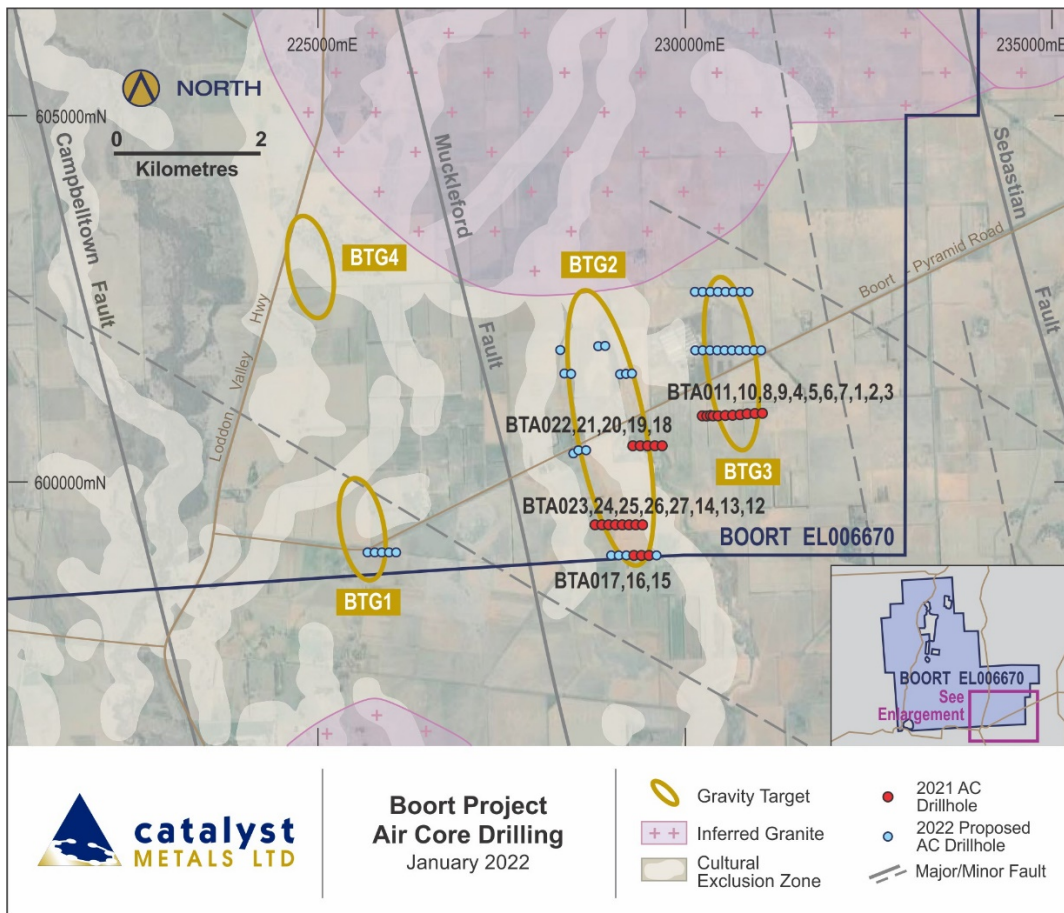 225000mE
230000mE
235000mE
NORTH
605000mN
0 2
Kilometres
Campbelltown Fault
Muckleford Fault
Sebastian Fault
Loddon Valley Hwy
Boort - Pyramid Road
BTG4
BTG2
BTA011,10,8,9,4,5,6,7,1,2,3
BTA022,21,20,19,18
BTG3
600000mN
BTA023,24,25,26,27,14,13,12
BOORT EL006670
BTG1
BTA017,16,15
BOORT EL006670
See
Enlargement
catalyst
METALS LTD
Boort Project
Air Core Drilling
January 2022
Gravity Target
Inferred Granite
Cultural
Exclusion Zone
2021 AC
Drillhole
2022 Proposed
AC Drillhole
Major/Minor Fault